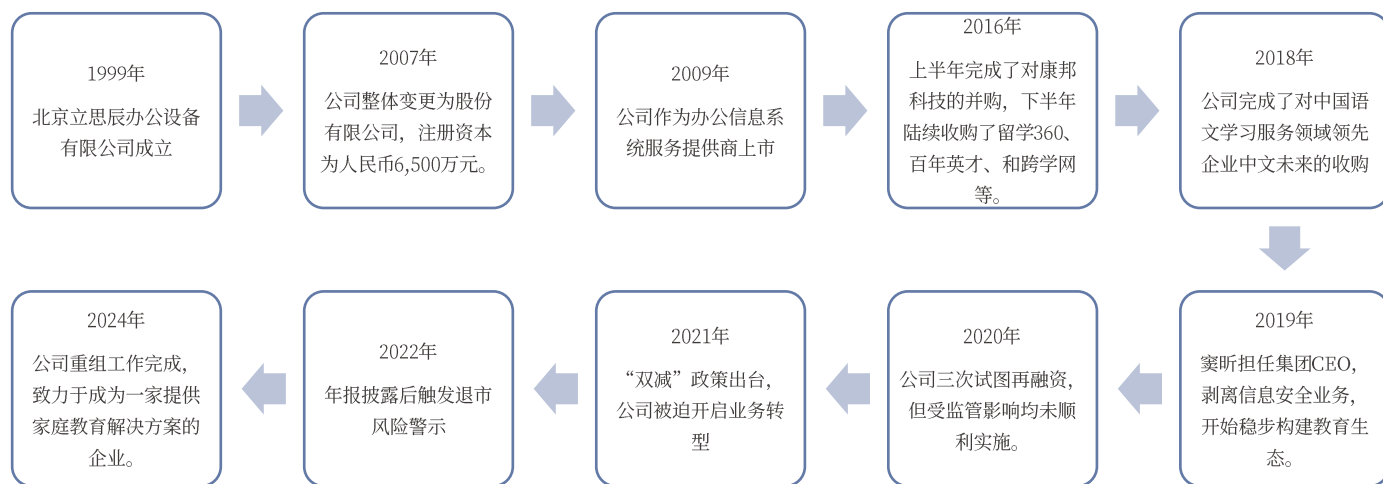 1999年
北京立思辰办公设备
有限公司成立
2007年
公司整体变更为股份
有限公司，注册资本
为人民币6,500万元。
2009年
公司作为办公信息系
统服务提供商上市
2016年
上半年完成了对康邦
科技的并购，下半年
陆续收购了留学360、
百年英才、和跨学网
等。
2018年
公司完成了对中国语
文学习服务领域领先
企业中文未来的收购
2019年
窦昕担任集团CEO，
剥离信息安全业务，
开始稳步构建教育生
态。
2020年
公司三次试图再融资，
但受监管影响均未顺
利实施。
2021年
“双减”政策出台，
公司被迫开启业务转
型
2022年
年报披露后触发退市
风险警示
2024年
公司重组工作完成，
致力于成为一家提供
家庭教育解决方案的
企业。